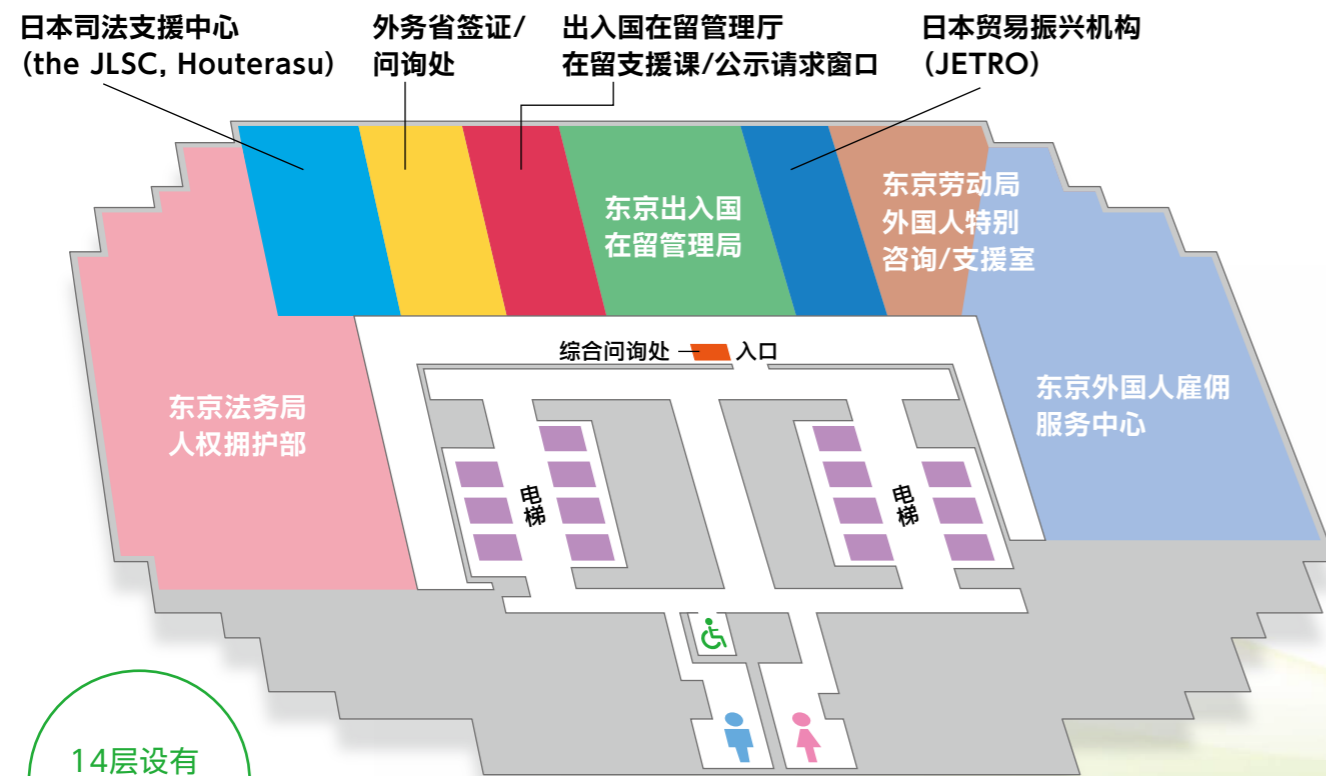 日本司法支援中心
（the JLSC, Houterasu）
外务省签证/
问询处
出入国在留管理厅
在留支援课/公示请求窗口
日本贸易振兴机构
（JETRO）
东京出入国
在留管理局
东京劳动局
外国人特别
咨询/支援室
综合问询处
入口
东京法务局
人权拥护部
东京外国人雇佣
服务中心
电梯
电梯
14层设有